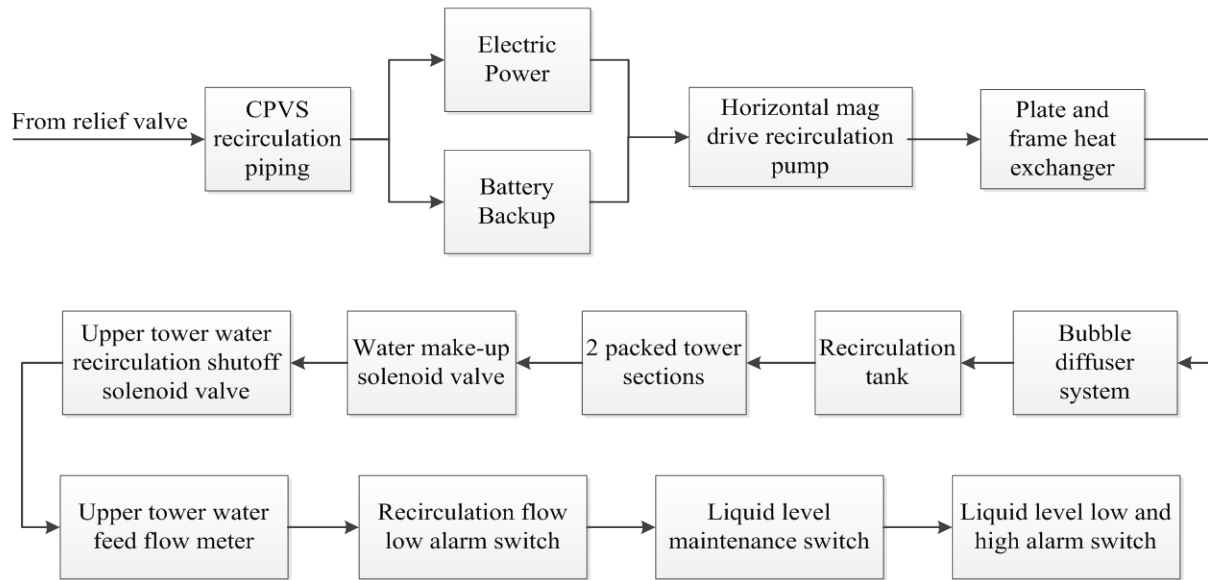 From relief valve
CPVS
recirculation
piping
Electric
Power
Battery
Backup
Horizontal mag
drive recirculation
pump
Plate and
frame heat
exchanger
Bubble
diffuser
system
Recirculation
tank
2 packed tower
sections
Water make-up
solenoid valve
Upper tower water
recirculation shutoff
solenoid valve
Upper tower water
feed flow meter
Recirculation flow
low alarm switch
Liquid level
maintenance switch
Liquid level low and
high alarm switch